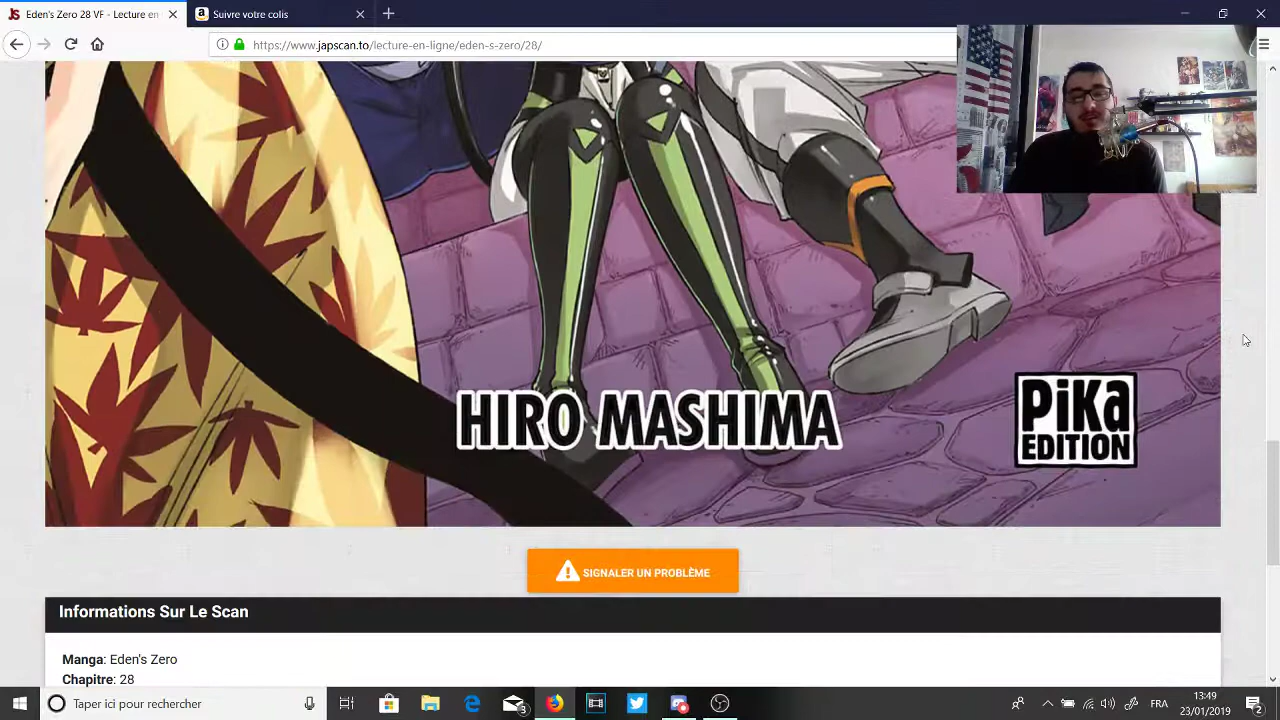 Eden's Zero 28 VF - Lecture en
Suivre votre colis
https://www.japscan.to/lecture-en-ligne/eden-s-zero/28/
HIRO MASHIMA
PiKa
EDITION
SIGNALER UN PROBLÈME
Informations Sur Le Scan
Manga: Eden's Zero
Chapitre: 28
Taper ici pour rechercher
3
FRA
13:49
23/01/2019
2